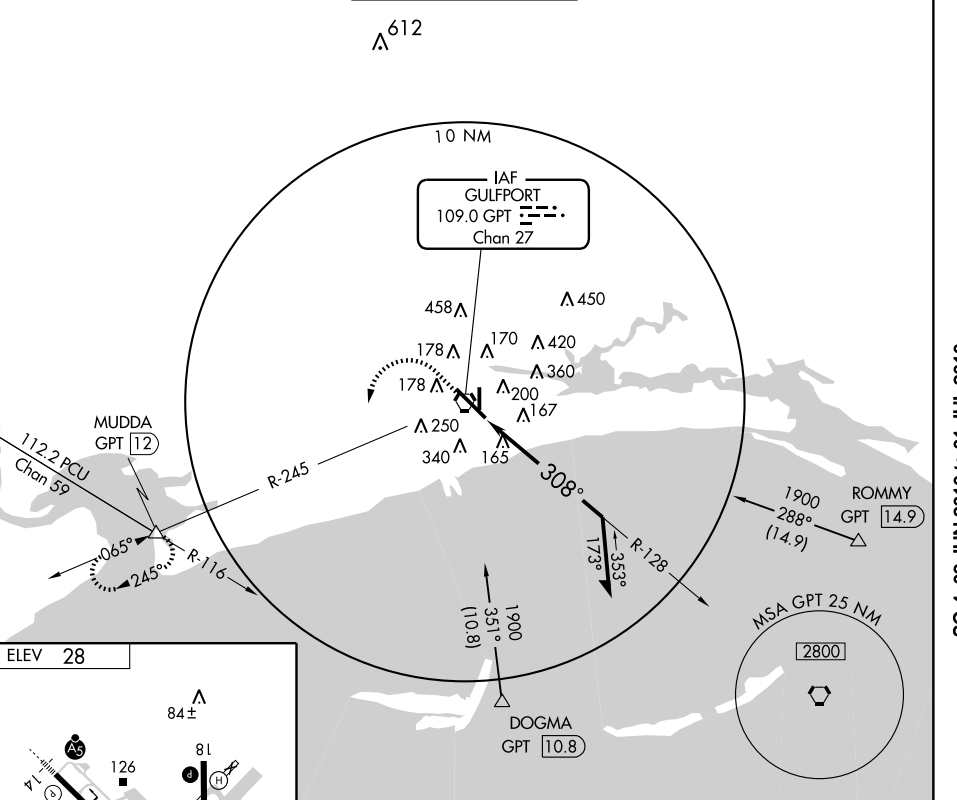 612
10 NM
IAF
GULFPORT
109.0 GPT
Chan 27
458
450
178
170
420
360
178
200
167
250
340
165
MUDDA
GPT 12
112.2 PCU
Chan 59
R-245
308°
1900
288°
(14.9)
ROMMY
GPT 14.9
065°
245°
R-116
173°
353°
R-128
1900
351°
(10.8)
MSA GPT 25 NM
2800
DOGMA
GPT 10.8
ELEV 28
84±
A5
126
18
P
H
14
P